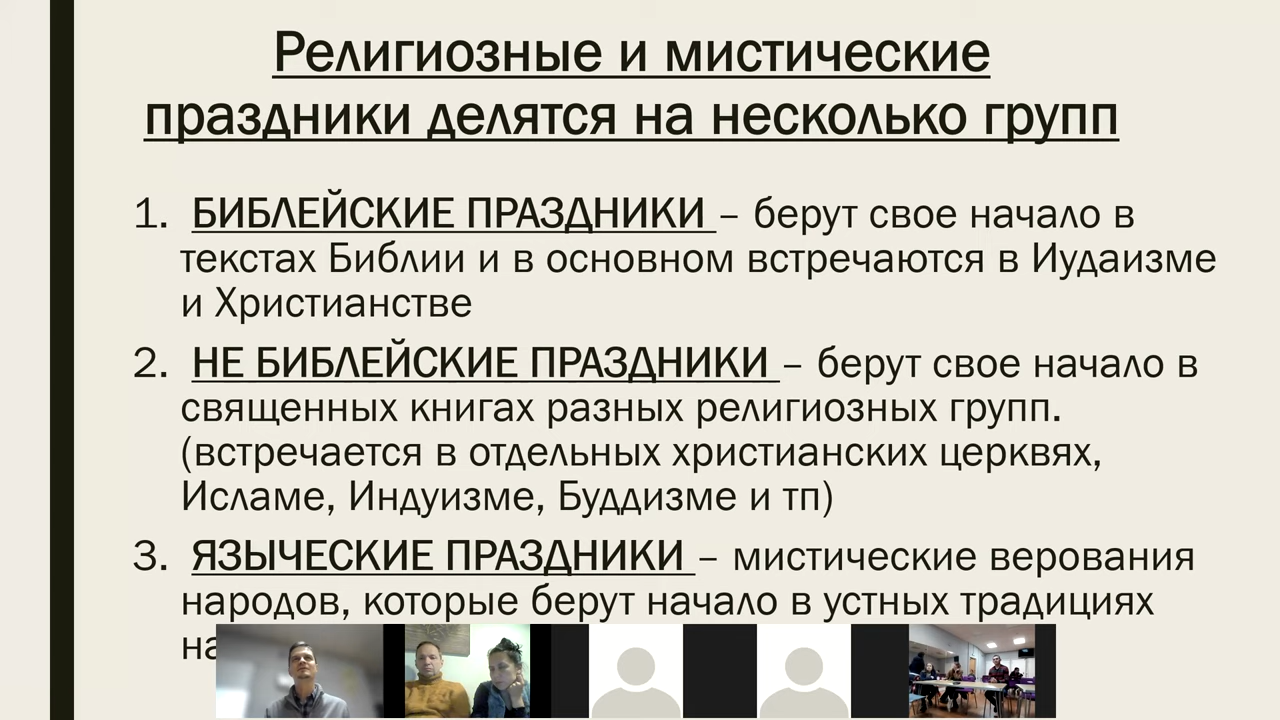 Религиозные и мистические
праздники делятся на несколько групп
1. БИБЛЕЙСКИЕ ПРАЗДНИКИ – берут свое начало в
текстах Библии и в основном встречаются в Иудаизме
и Христианстве
2. НЕ БИБЛЕЙСКИЕ ПРАЗДНИКИ – берут свое начало в
священных книгах разных религиозных групп.
(встречается в отдельных христианских церквях,
Исламе, Индуизме, Буддизме и тп)
3. ЯЗЫЧЕСКИЕ ПРАЗДНИКИ – мистические верования
народов, которые берут начало в устных традициях